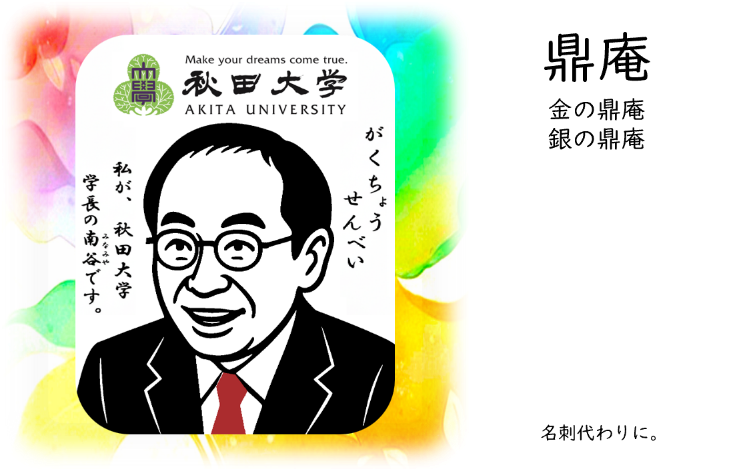 Make your dreams come true.
秋田大学
AKITA UNIVERSITY
がくちょう
せんべい
私が、秋田大学
学長の南谷です。
みなみや
鼎庵
金の鼎庵
銀の鼎庵
名刺代わりに。